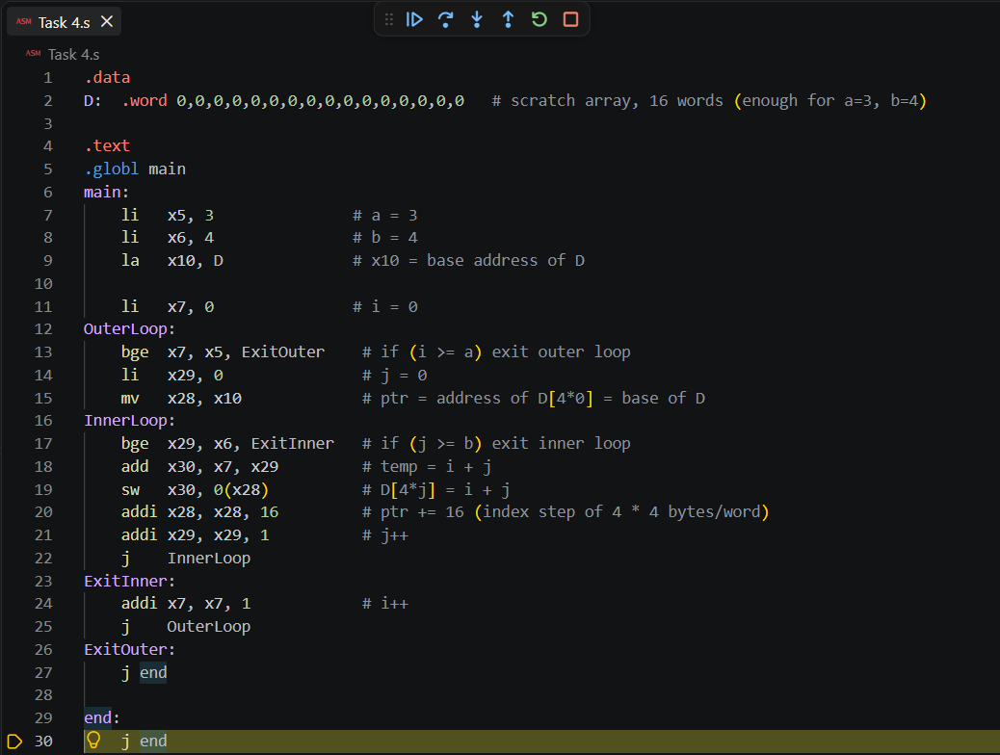 ASM Task 4.s
ASM Task 4.s
1 .data
2 D: .word 0,0,0,0,0,0,0,0,0,0,0,0,0,0,0,0 # scratch array, 16 words (enough for a=3, b=4)
3
4 .text
5 .globl main
6 main:
7 li x5, 3 # a = 3
8 li x6, 4 # b = 4
9 la x10, D # x10 = base address of D
10
11 li x7, 0 # i = 0
12 OuterLoop:
13 bge x7, x5, ExitOuter # if (i >= a) exit outer loop
14 li x29, 0 # j = 0
15 mv x28, x10 # ptr = address of D[4*0] = base of D
16 InnerLoop:
17 bge x29, x6, ExitInner # if (j >= b) exit inner loop
18 add x30, x7, x29 # temp = i + j
19 sw x30, 0(x28) # D[4*j] = i + j
20 addi x28, x28, 16 # ptr += 16 (index step of 4 * 4 bytes/word)
21 addi x29, x29, 1 # j++
22 j InnerLoop
23 ExitInner:
24 addi x7, x7, 1 # i++
25 j OuterLoop
26 ExitOuter:
27 j end
28
29 end:
30 j end